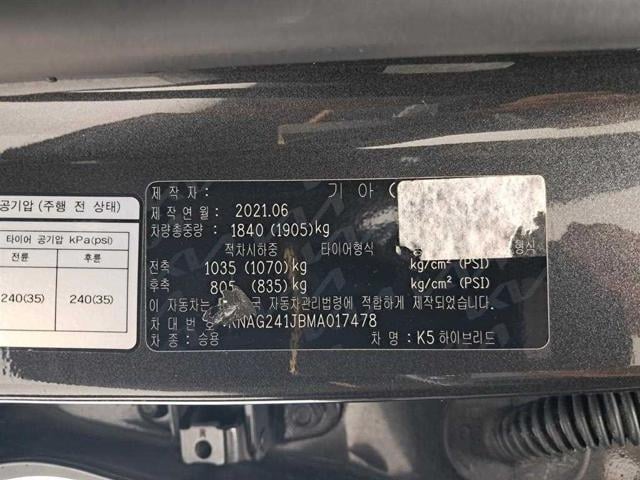 제 작 자 : 기 아 (
제 작 연 월 : 2021.06
차량총중량 : 1840 (1905)kg
적차시하중 타이어형식 형식
전축 : 1035 (1070)kg kg/cm² (PSI)
후축 : 805 (835)kg kg/cm² (PSI)
이 자동차는 국 자동차관리법령에 적합하게 제작되었습니다.
차 대 번 호 : KNAG241JBMA017478
차 종 : 승용 차 명 : K5 하이브리드
공기압 (주행 전 상태)
타이어 공기압 kPa(psi)
전륜 후륜
240(35) 240(35)